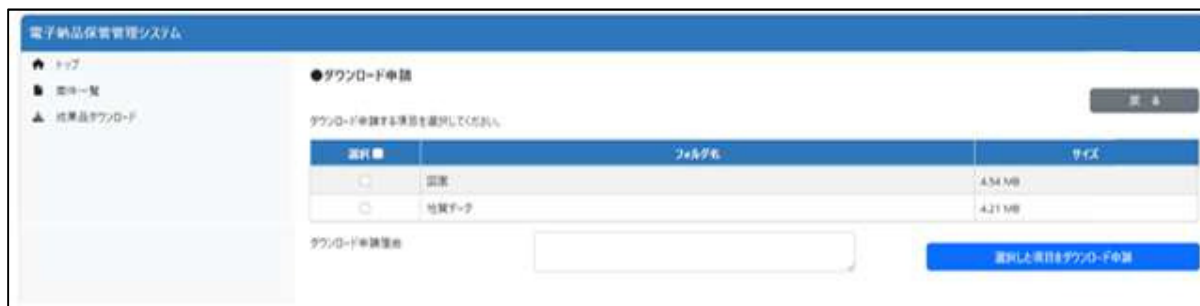 電子納品保管管理システム
トップ
案件一覧
成果品ダウンロード
●ダウンロード申請
戻 る
ダウンロード申請する項目を選択してください。
選択 フォルダ名 サイズ
図書 4.54 MB
地質データ 4.21 MB
ダウンロード申請理由
選択した項目をダウンロード申請